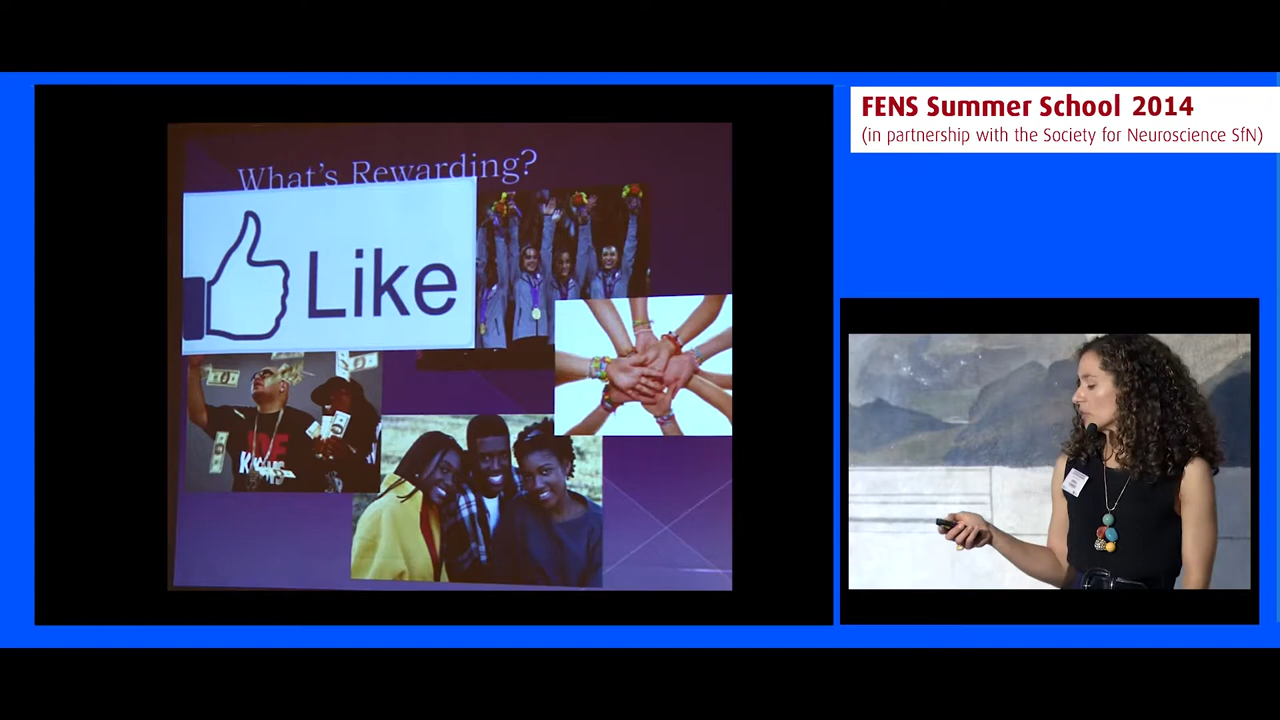 FENS Summer School 2014
(in partnership with the Society for Neuroscience SfN)
What's Rewarding?
Like